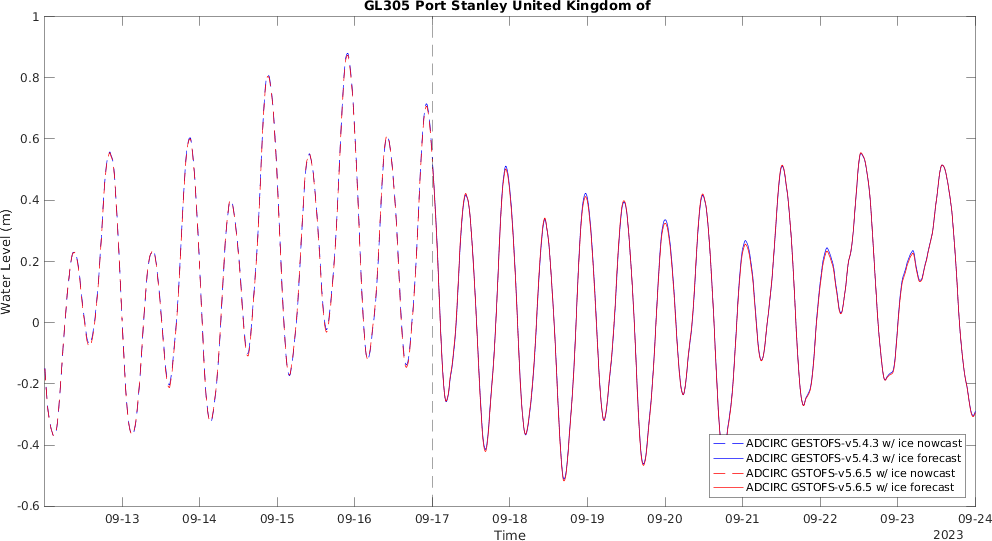 GL305 Port Stanley United Kingdom of
Water Level (m)
1
0.8
0.6
0.4
0.2
0
-0.2
-0.4
-0.6
ADCIRC GESTOFS-v5.4.3 w/ ice nowcast
ADCIRC GESTOFS-v5.4.3 w/ ice forecast
ADCIRC GSTOFS-v5.6.5 w/ ice nowcast
ADCIRC GSTOFS-v5.6.5 w/ ice forecast
09-13 09-14 09-15 09-16 09-17 09-18 09-19 09-20 09-21 09-22 09-23 09-24
Time
2023